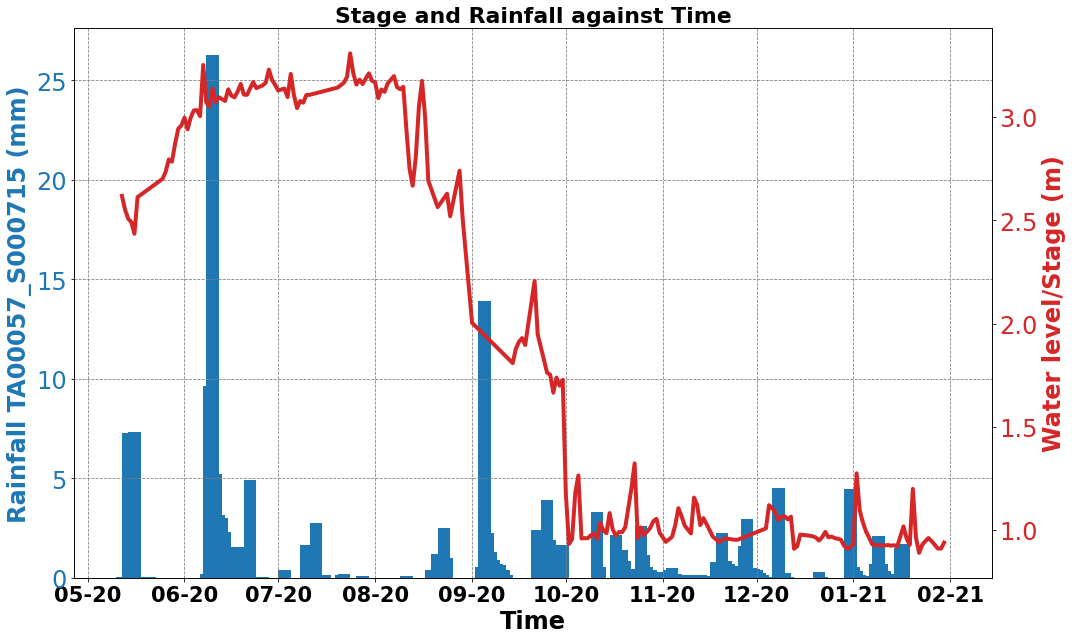 Stage and Rainfall against Time
Rainfall TA00057_S000715 (mm)
25
20
15
10
5
0
Water level/Stage (m)
3.0
2.5
2.0
1.5
1.0
05-20 06-20 07-20 08-20 09-20 10-20 11-20 12-20 01-21 02-21
Time